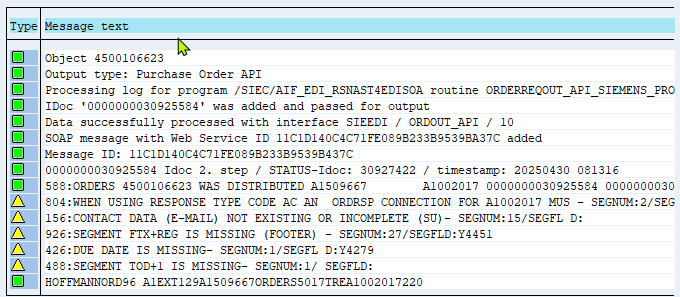 Type Message text
Object 4500106623
Output type: Purchase Order API
Processing log for program /SIEC/AIF_EDI_RSNAST4EDISOA routine ORDERREQOUT_API_SIEMENS_PRO
IDoc '0000000030925584' was added and passed for output
Data successfully processed with interface SIEEDI / ORDOUT_API / 10
SOAP message with Web Service ID 11C1D140C4C71FE089B233B9539BA37C added
Message ID: 11C1D140C4C71FE089B233B9539B437C
0000000030925584 Idoc 2. step / STATUS-Idoc: 30927422 / timestamp: 20250430 081316
588:ORDERS 4500106623 WAS DISTRIBUTED A1509667 A1002017 0000000030925584 0000000030
804:WHEN USING RESPONSE TYPE CODE AC AN ORDRSP CONNECTION FOR A1002017 MUS - SEGNUM:2/SEG
156:CONTACT DATA (E-MAIL) NOT EXISTING OR INCOMPLETE (SU)- SEGNUM:15/SEGFL D:
926:SEGMENT FTX+REG IS MISSING (FOOTER) - SEGNUM:27/SEGFLD:Y4451
426:DUE DATE IS MISSING- SEGNUM:1/SEGFL D:Y4279
488:SEGMENT TOD+1 IS MISSING- SEGNUM:1/ SEGFLD:
HOFFMANNORD96 A1EXT129A1509667ORDERS5017TREA1002017220